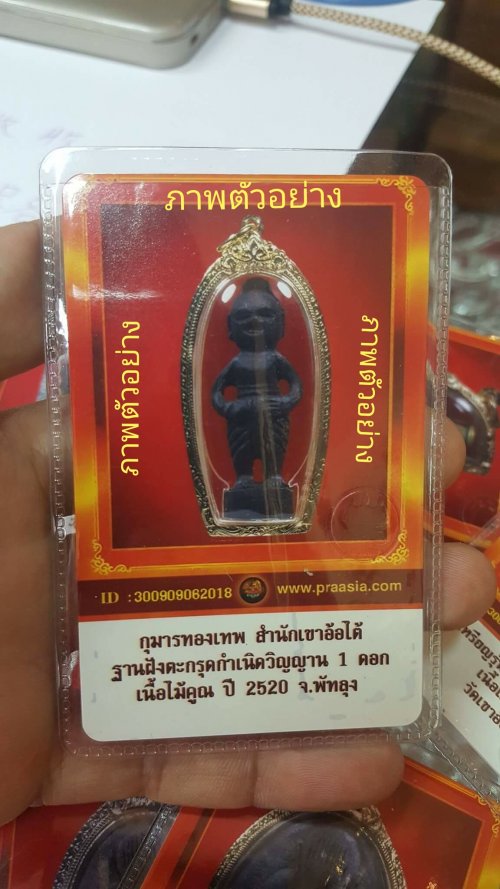 ภาพตัวอย่าง
ภาพตัวอย่าง
ภาพตัวอย่าง
ID : 300909062018 www.praasia.com
กุมารทองเทพ สำนักเขาอ้อใต้
ฐานฝังตะกรุดกำเนิดวิญญาน 1 ดอก
เนื้อไม้คูณ ปี 2520 จ.พัทลุง